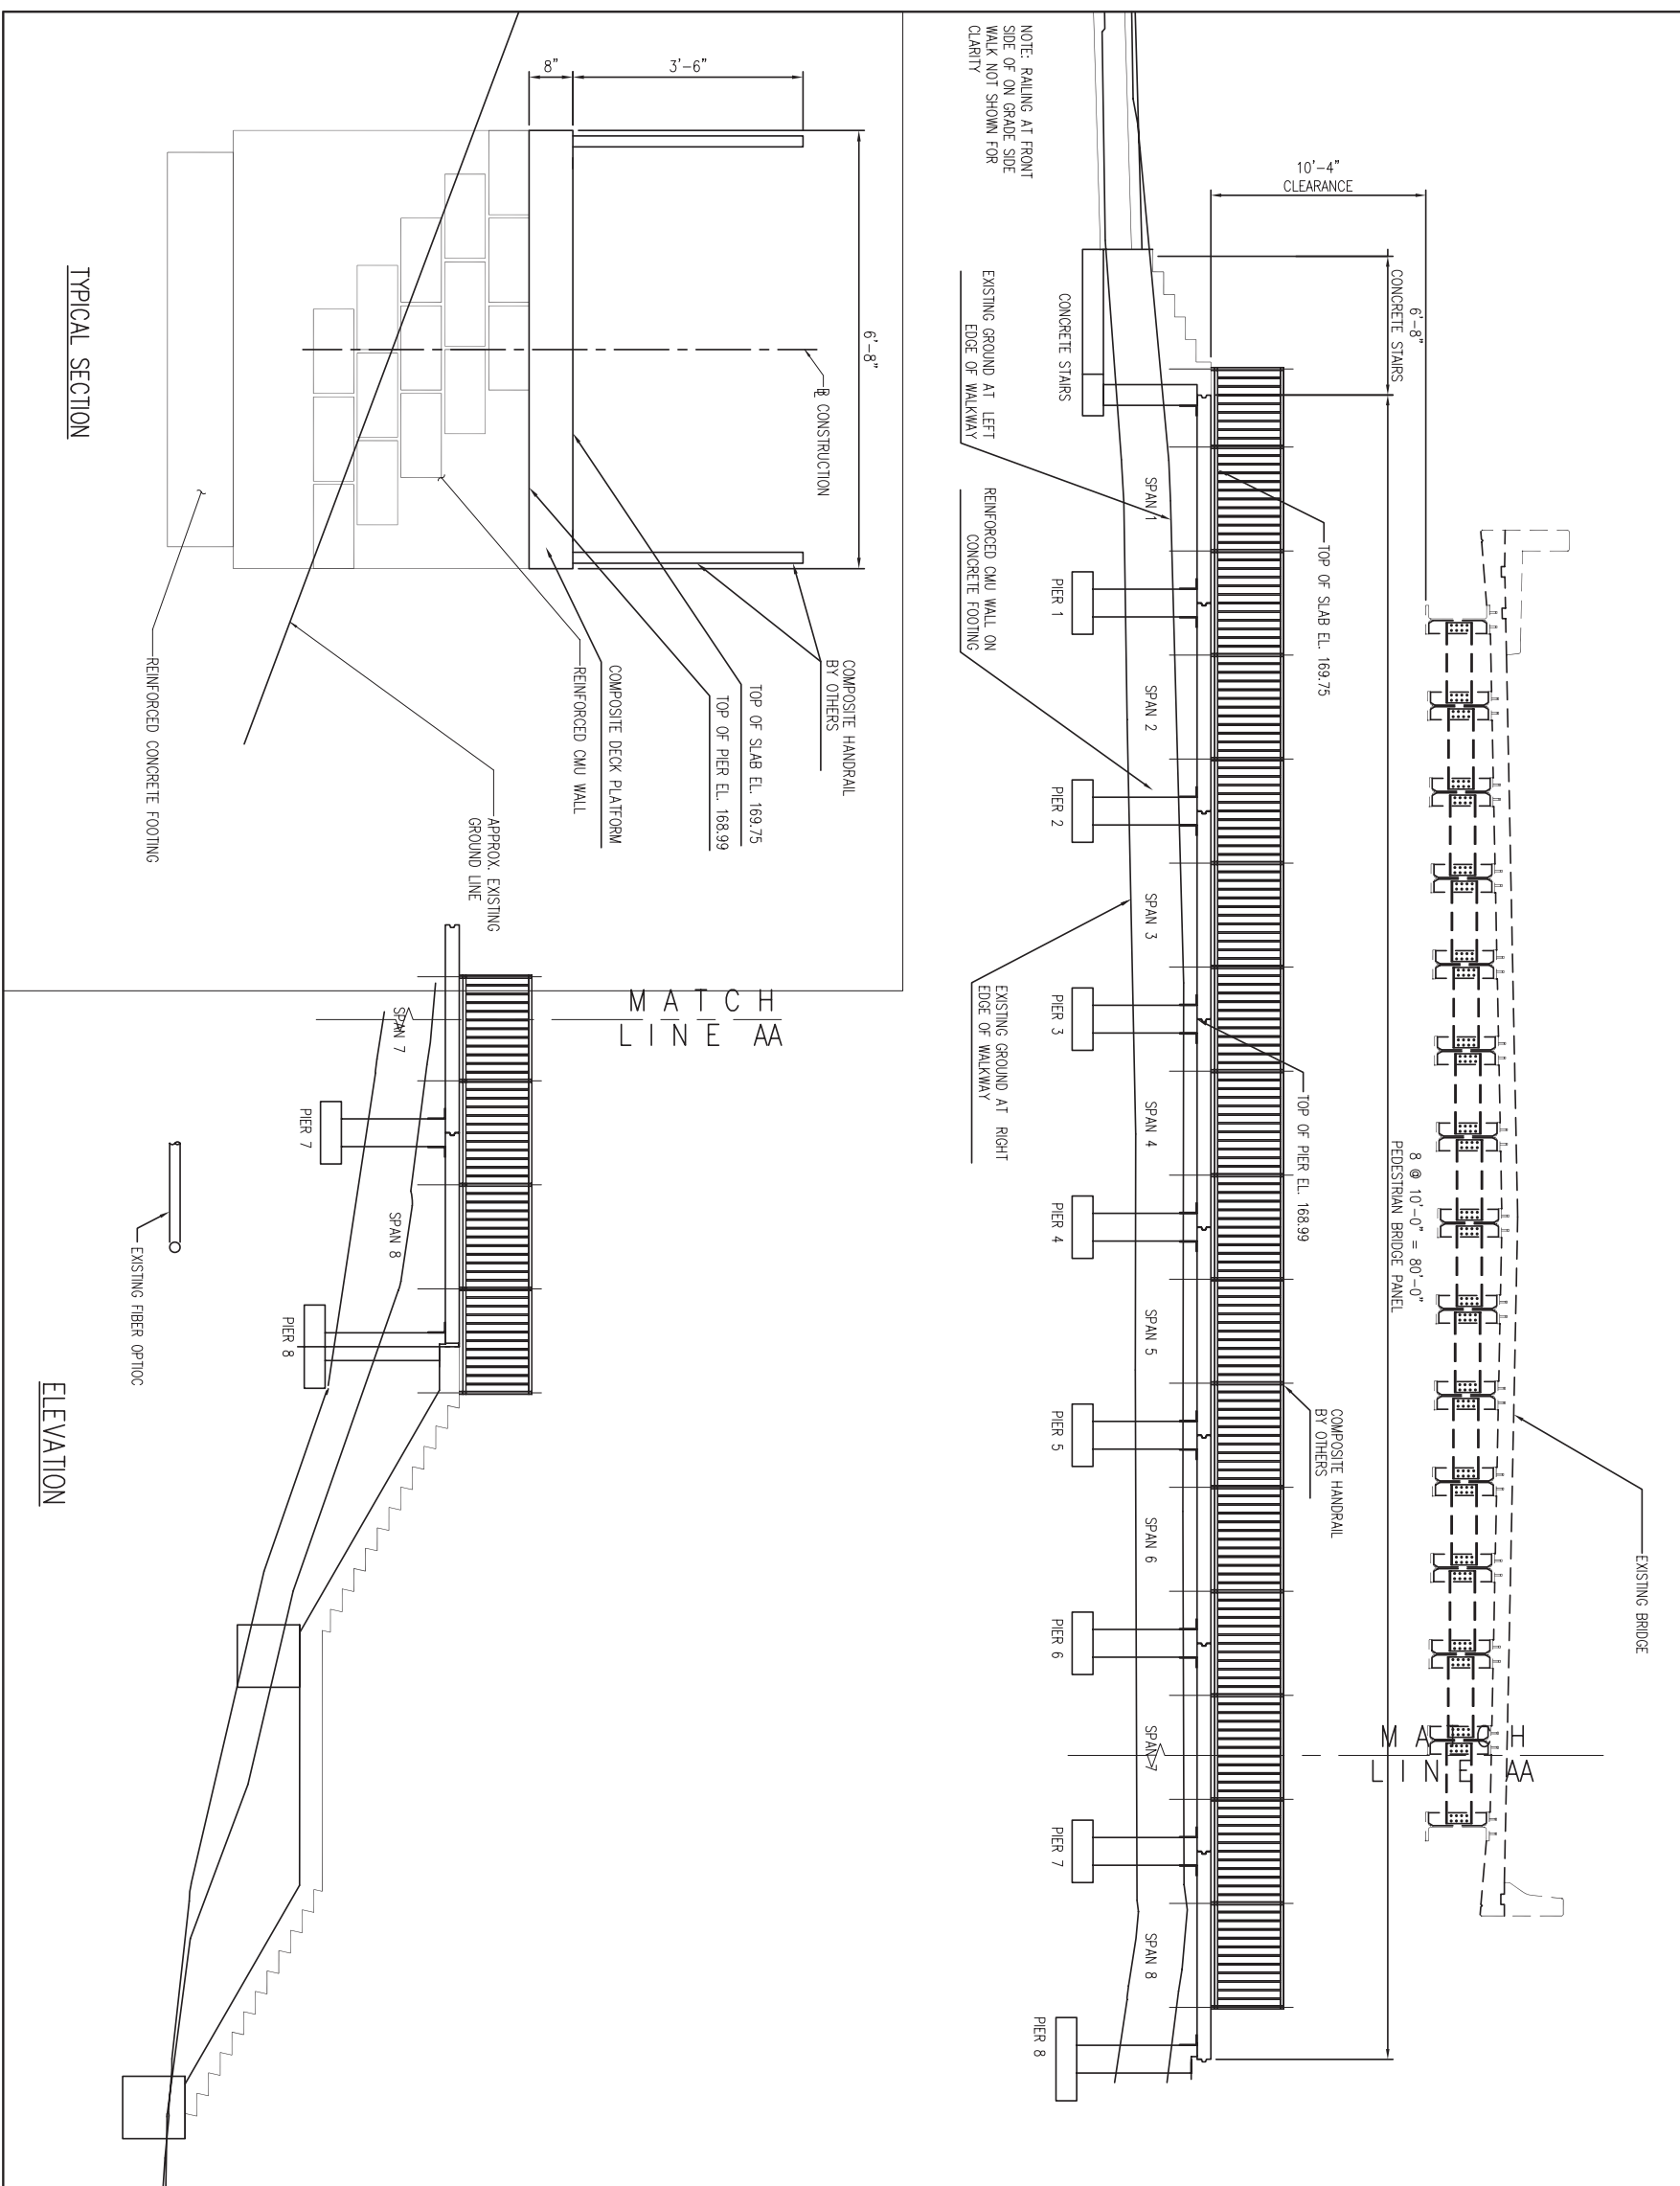 EXISTING BRIDGE
MATCH
LINE AA
6'-8"
CONCRETE STAIRS
8 @ 10'-0" = 80'-0"
PEDESTRIAN BRIDGE PANEL
10'-4"
CLEARANCE
TOP OF SLAB EL. 169.75
TOP OF PIER EL. 168.99
COMPOSITE HANDRAIL
BY OTHERS
SPAN 1
SPAN 2
SPAN 3
SPAN 4
SPAN 5
SPAN 6
SPAN 7
SPAN 8
CONCRETE STAIRS
PIER 1
PIER 2
PIER 3
PIER 4
PIER 5
PIER 6
PIER 7
PIER 8
NOTE: RAILING AT FRONT
SIDE OF ON GRADE SIDE
WALK NOT SHOWN FOR
CLARITY
EXISTING GROUND AT LEFT
EDGE OF WALKWAY
REINFORCED CMU WALL ON
CONCRETE FOOTING
EXISTING GROUND AT RIGHT
EDGE OF WALKWAY
6'-8"
3'-6"
8"
℄ CONSTRUCTION
COMPOSITE HANDRAIL
BY OTHERS
TOP OF SLAB EL. 169.75
TOP OF PIER EL. 168.99
COMPOSITE DECK PLATFORM
REINFORCED CMU WALL
APPROX. EXISTING
GROUND LINE
REINFORCED CONCRETE FOOTING
TYPICAL SECTION
MATCH
LINE AA
SPAN 7
SPAN 8
PIER 7
PIER 8
EXISTING FIBER OPTIOC
ELEVATION